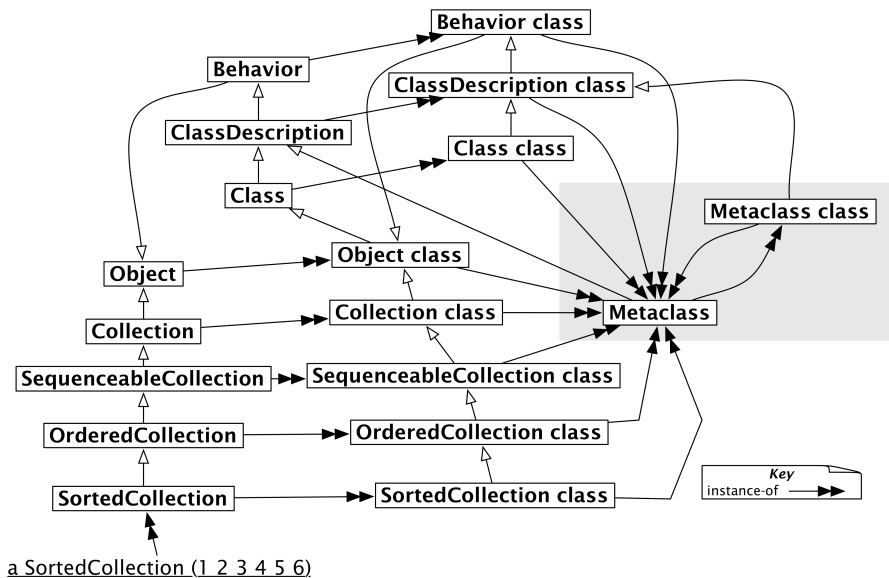 Behavior class
Behavior
ClassDescription class
ClassDescription
Class class
Class
Metaclass class
Object class
Object
Collection class
Metaclass
Collection
SequenceableCollection
SequenceableCollection class
OrderedCollection
OrderedCollection class
SortedCollection
SortedCollection class
Key
instance-of
a SortedCollection (1 2 3 4 5 6)